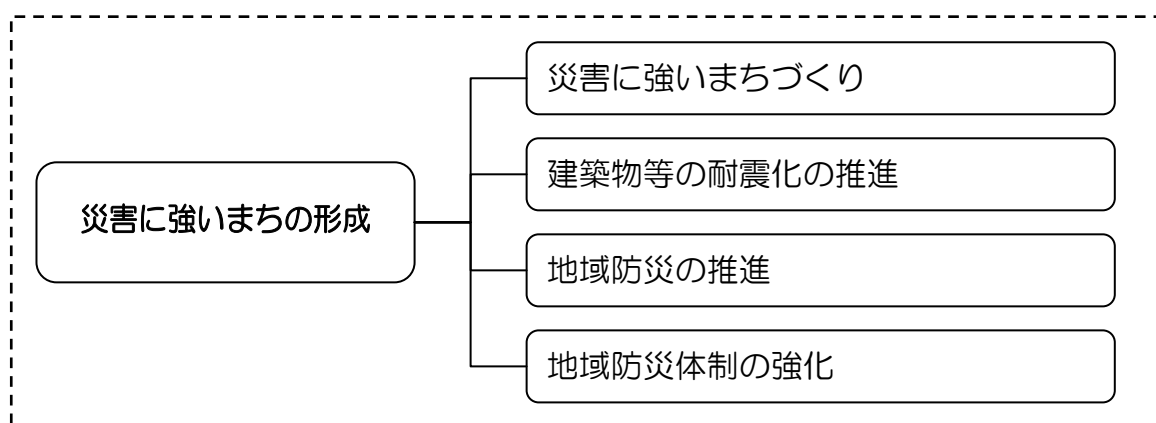 災害に強いまちづくり
建築物等の耐震化の推進
災害に強いまちの形成
地域防災の推進
地域防災体制の強化